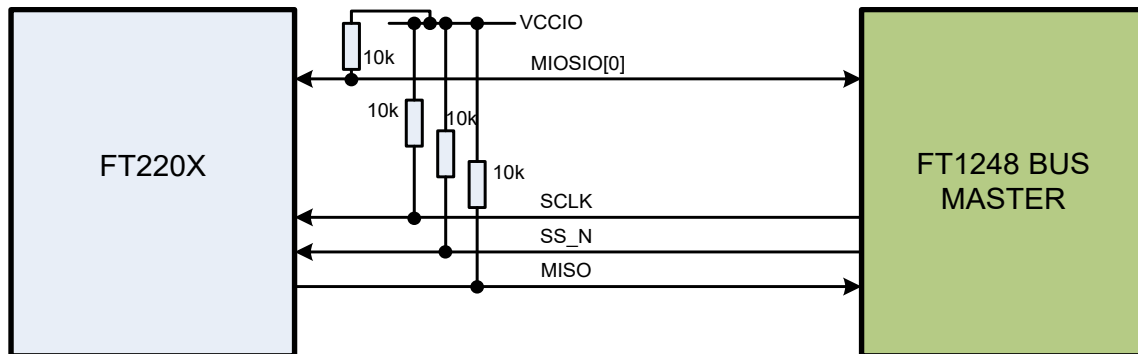 VCCIO
10k
MIOSIO[0]
10k
10k
FT220X
10k
FT1248 BUS
MASTER
SCLK
SS_N
MISO